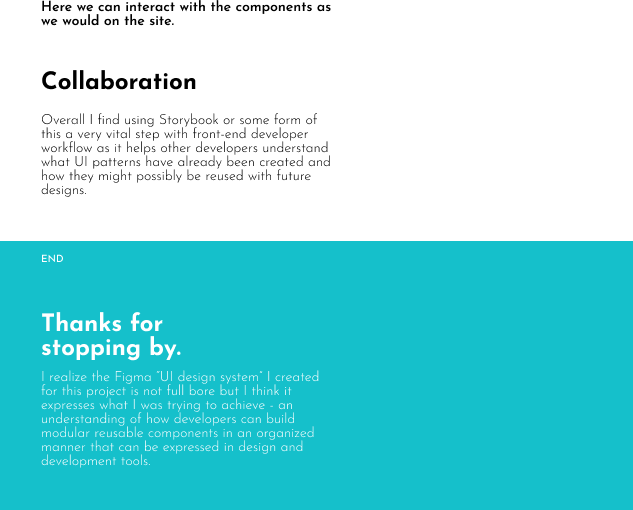 Here we can interact with the components as
we would on the site.
Collaboration
Overall I find using Storybook or some form of
this a very vital step with front-end developer
workflow as it helps other developers understand
what UI patterns have already been created and
how they might possibly be reused with future
designs.
END
Thanks for
stopping by.
I realize the Figma "UI design system" I created
for this project is not full bore but I think it
expresses what I was trying to achieve - an
understanding of how developers can build
modular reusable components in an organized
manner that can be expressed in design and
development tools.